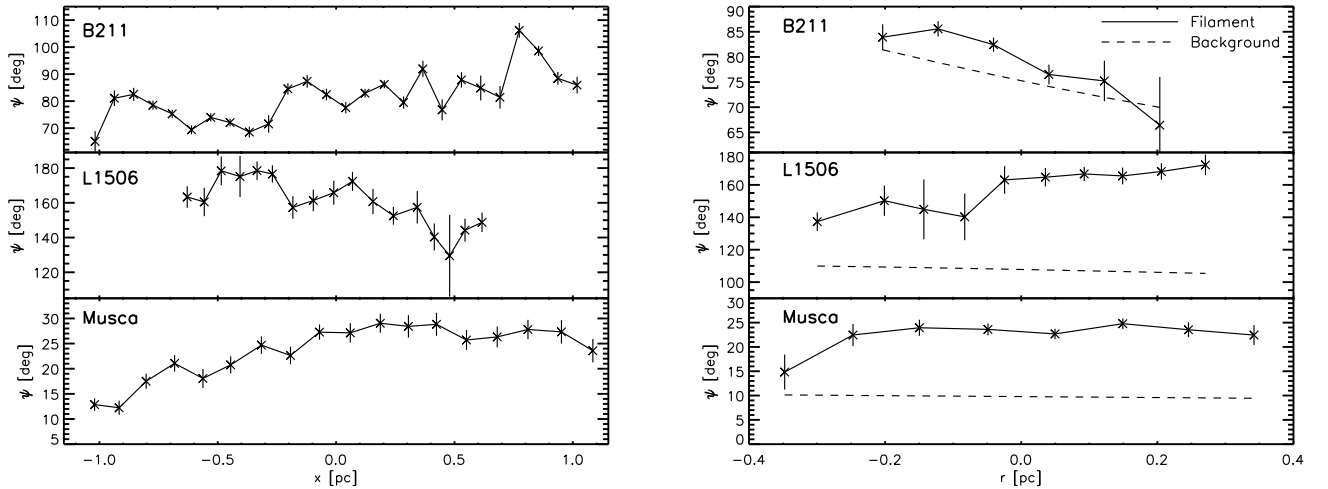 B211
ψ [deg]
110
100
90
80
70
L1506
ψ [deg]
180
160
140
120
Musca
ψ [deg]
30
25
20
15
10
5
−1.0 −0.5 0.0 0.5 1.0
x [pc]
B211
Filament
Background
ψ [deg]
90
85
80
75
70
65
L1506
ψ [deg]
180
160
140
120
100
Musca
ψ [deg]
30
25
20
15
10
5
0
−0.4 −0.2 0.0 0.2 0.4
r [pc]